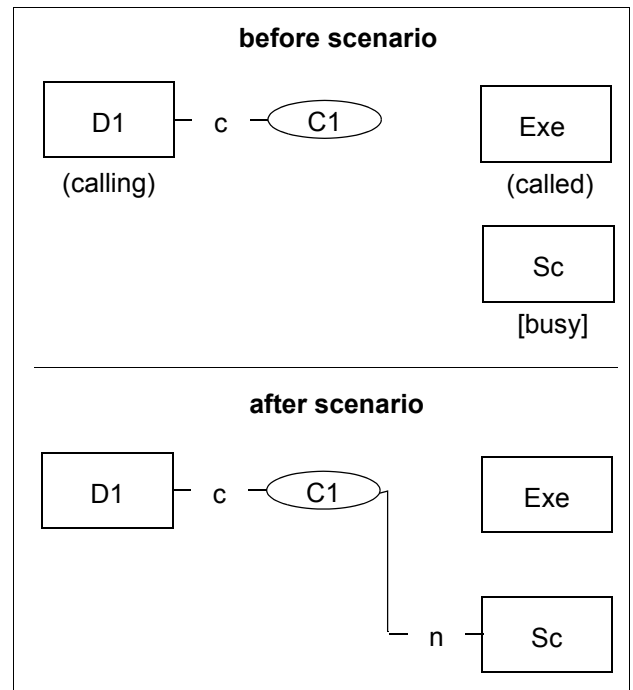 before scenario
D1 c C1 Exe
(calling) (called)
Sc
[busy]
after scenario
D1 c C1 Exe
n Sc